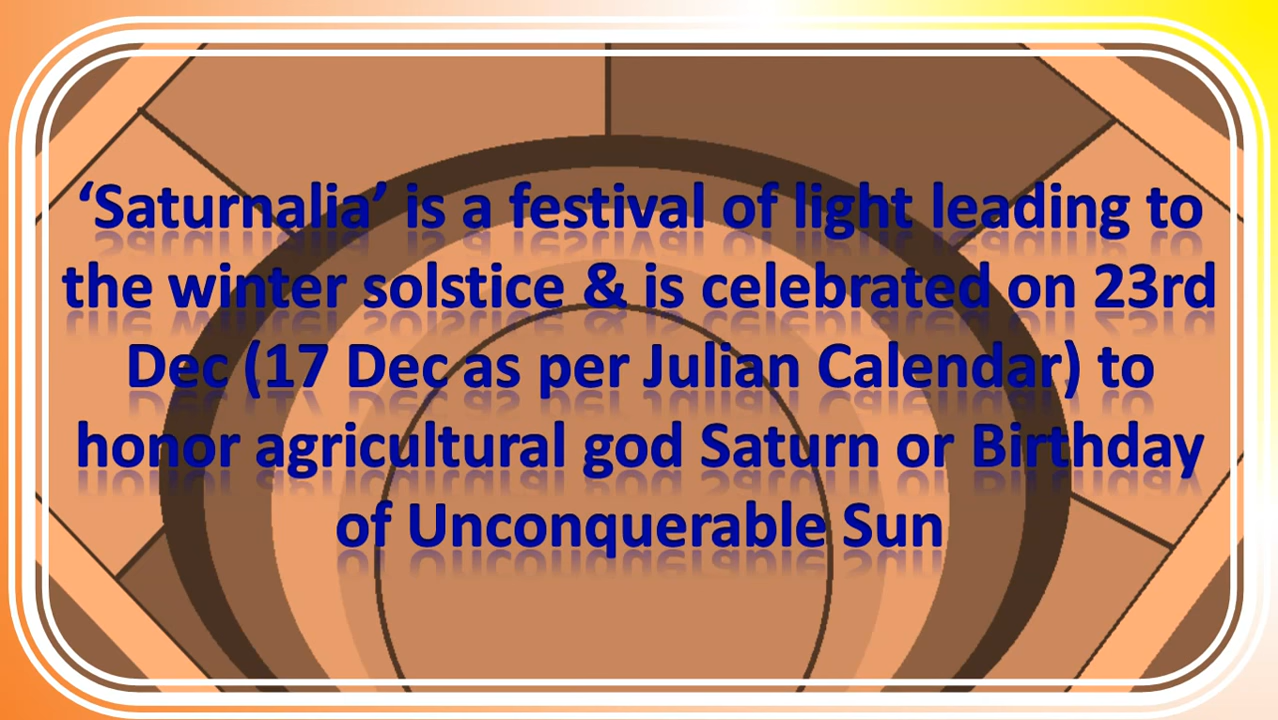 ‘Saturnalia’ is a festival of light leading to
the winter solstice & is celebrated on 23rd
Dec (17 Dec as per Julian Calendar) to
honor agricultural god Saturn or Birthday
of Unconquerable Sun